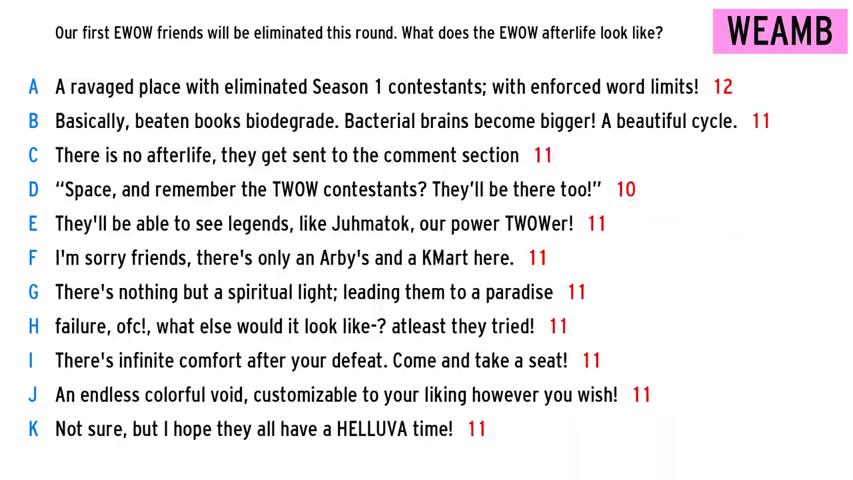 Our first EWOW friends will be eliminated this round. What does the EWOW afterlife look like?
WEAMB
A A ravaged place with eliminated Season 1 contestants; with enforced word limits! 12
B Basically, beaten books biodegrade. Bacterial brains become bigger! A beautiful cycle. 11
C There is no afterlife, they get sent to the comment section 11
D “Space, and remember the TWOW contestants? They’ll be there too!” 10
E They'll be able to see legends, like Juhmatok, our power TWOWer! 11
F I'm sorry friends, there's only an Arby's and a KMart here. 11
G There's nothing but a spiritual light; leading them to a paradise 11
H failure, ofc!, what else would it look like-? atleast they tried! 11
I There's infinite comfort after your defeat. Come and take a seat! 11
J An endless colorful void, customizable to your liking however you wish! 11
K Not sure, but I hope they all have a HELLUVA time! 11